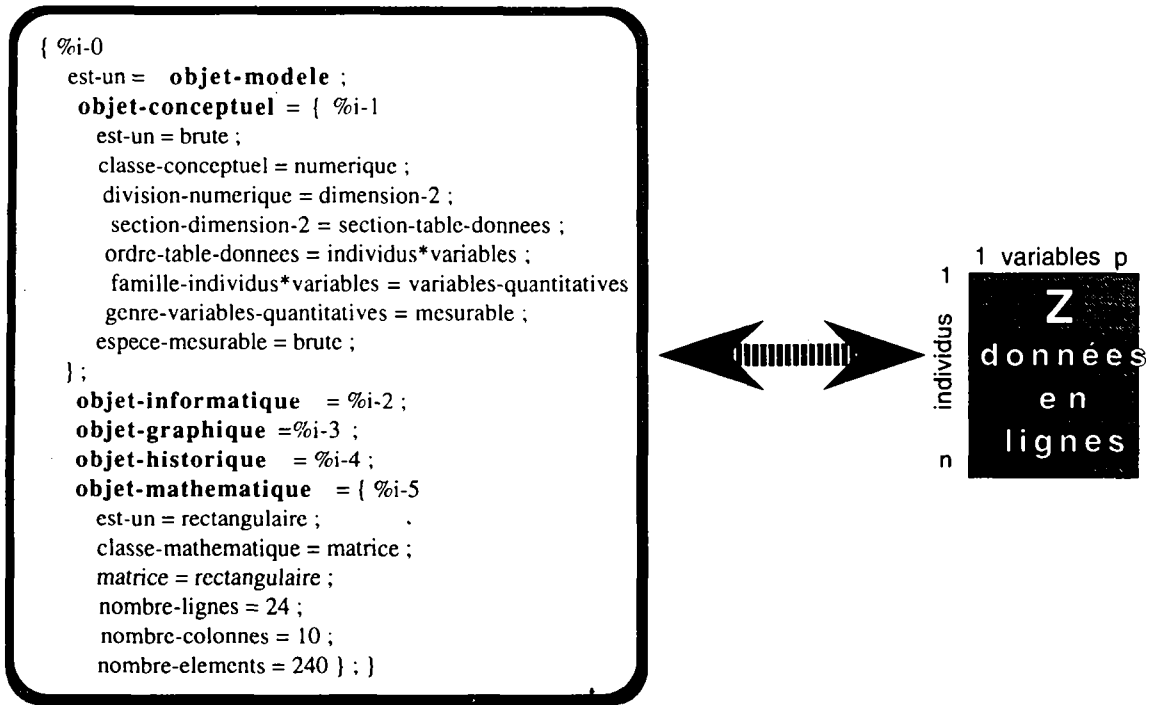 { %i-0
est-un = objet-modele ;
objet-conceptuel = { %i-1
est-un = brute ;
classe-conceptuel = numerique ;
division-numerique = dimension-2 ;
section-dimension-2 = section-table-donnees ;
ordre-table-donnees = individus*variables ;
famille-individus*variables = variables-quantitatives
genre-variables-quantitatives = mesurable ;
espece-mesurable = brute ;
} ;
objet-informatique = %i-2 ;
objet-graphique =%i-3 ;
objet-historique = %i-4 ;
objet-mathematique = { %i-5
est-un = rectangulaire ;
classe-mathematique = matrice ;
matrice = rectangulaire ;
nombre-lignes = 24 ;
nombre-colonnes = 10 ;
nombre-elements = 240 } ; }
1 variables p
1
individus
n
Z
données
en
lignes